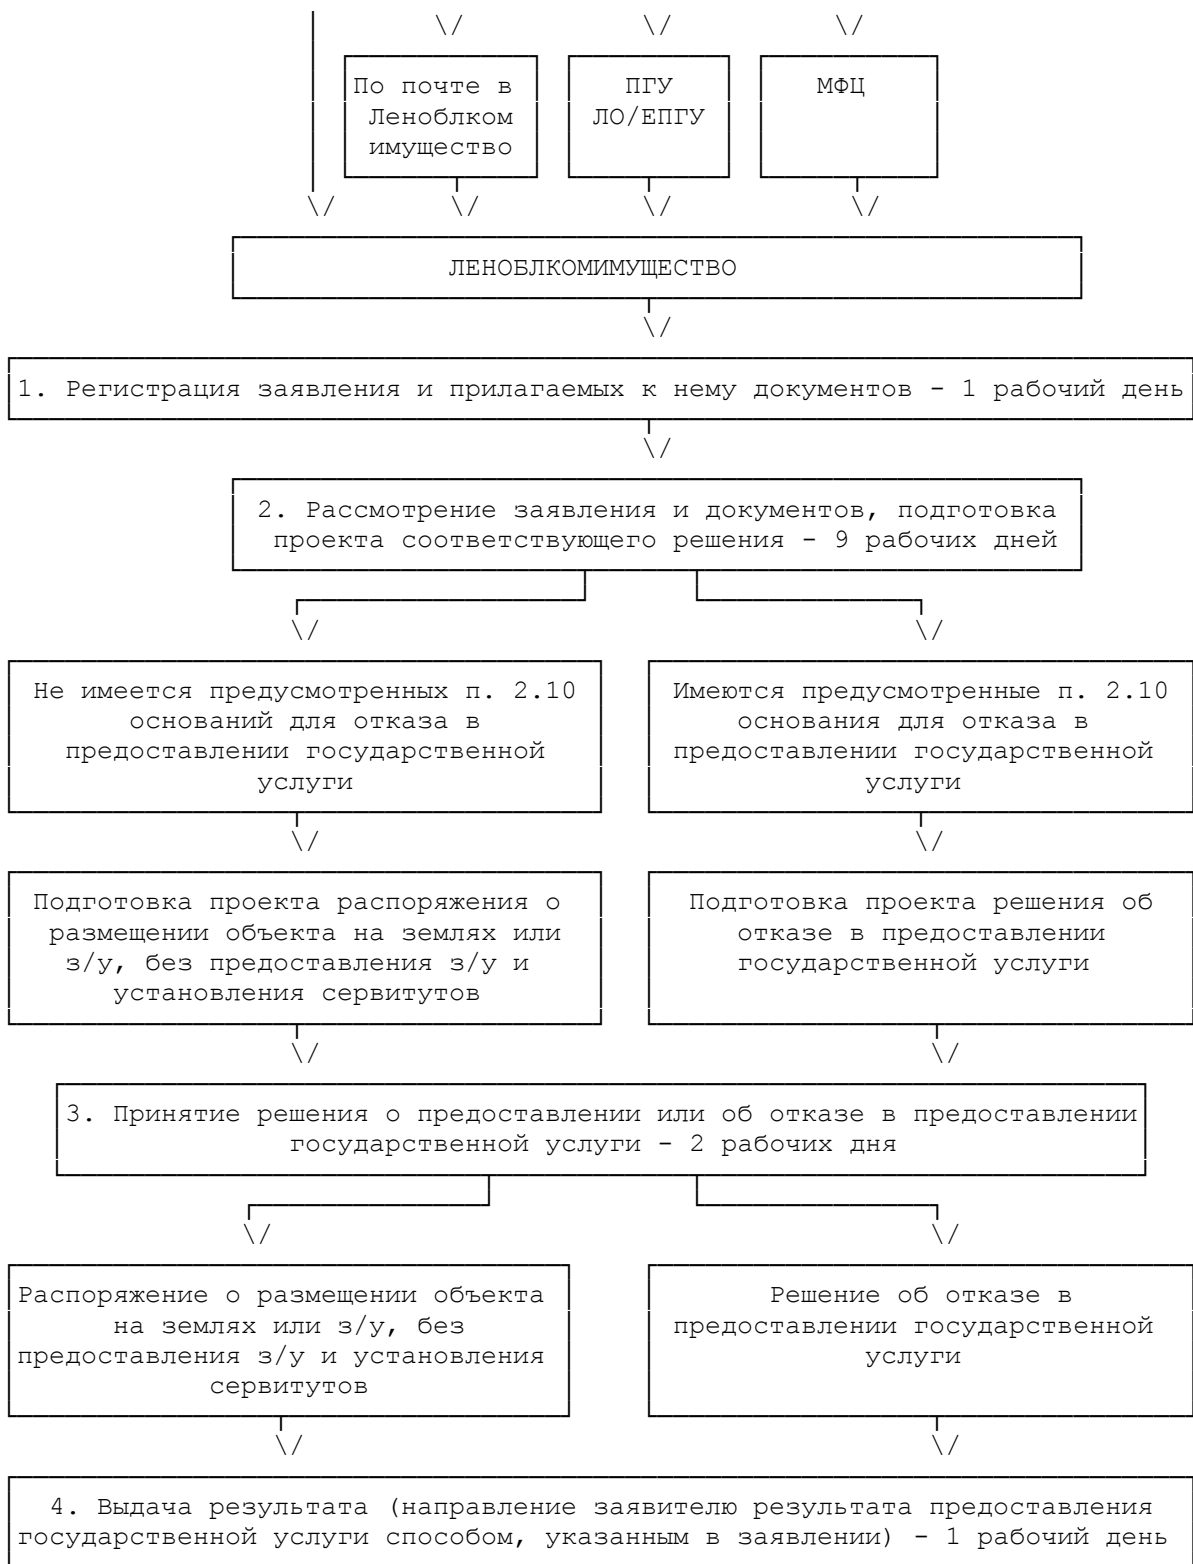 По почте в
Леноблком
имущество
ПГУ
ЛО/ЕПГУ
МФЦ
ЛЕНОБЛКОМИМУЩЕСТВО
1. Регистрация заявления и прилагаемых к нему документов - 1 рабочий день
2. Рассмотрение заявления и документов, подготовка
проекта соответствующего решения - 9 рабочих дней
Не имеется предусмотренных п. 2.10
оснований для отказа в
предоставлении государственной
услуги
Имеются предусмотренные п. 2.10
основания для отказа в
предоставлении государственной
услуги
Подготовка проекта распоряжения о
размещении объекта на землях или
з/у, без предоставления з/у и
установления сервитутов
Подготовка проекта решения об
отказе в предоставлении
государственной услуги
3. Принятие решения о предоставлении или об отказе в предоставлении
государственной услуги - 2 рабочих дня
Распоряжение о размещении объекта
на землях или з/у, без
предоставления з/у и установления
сервитутов
Решение об отказе в
предоставлении государственной
услуги
4. Выдача результата (направление заявителю результата предоставления
государственной услуги способом, указанным в заявлении) - 1 рабочий день